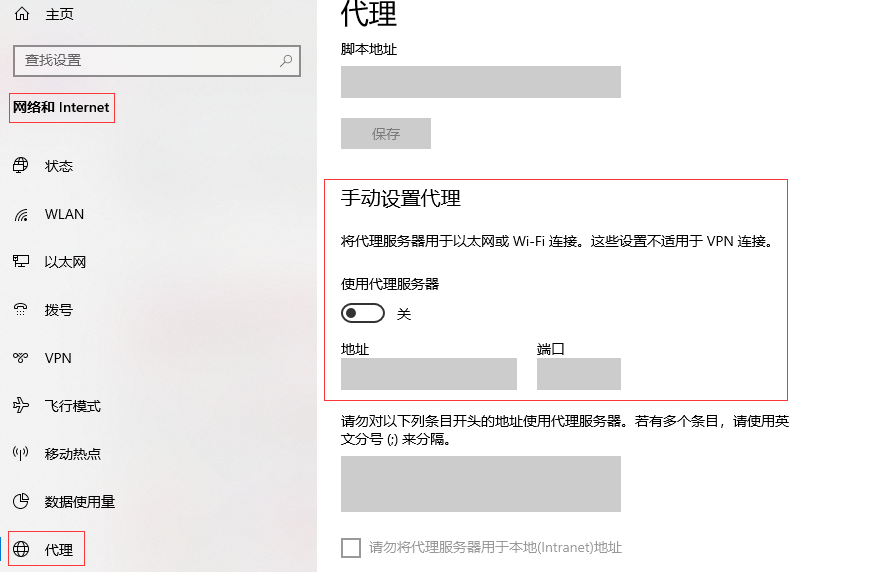 主页
查找设置
网络和 Internet
状态
WLAN
以太网
拨号
VPN
飞行模式
移动热点
数据使用量
代理
代理
脚本地址
保存
手动设置代理
将代理服务器用于以太网或 Wi-Fi 连接。这些设置不适用于 VPN 连接。
使用代理服务器
关
地址
端口
请勿对以下列条目开头的地址使用代理服务器。若有多个条目，请使用英
文分号 (;) 来分隔。
请勿将代理服务器用于本地(Intranet)地址